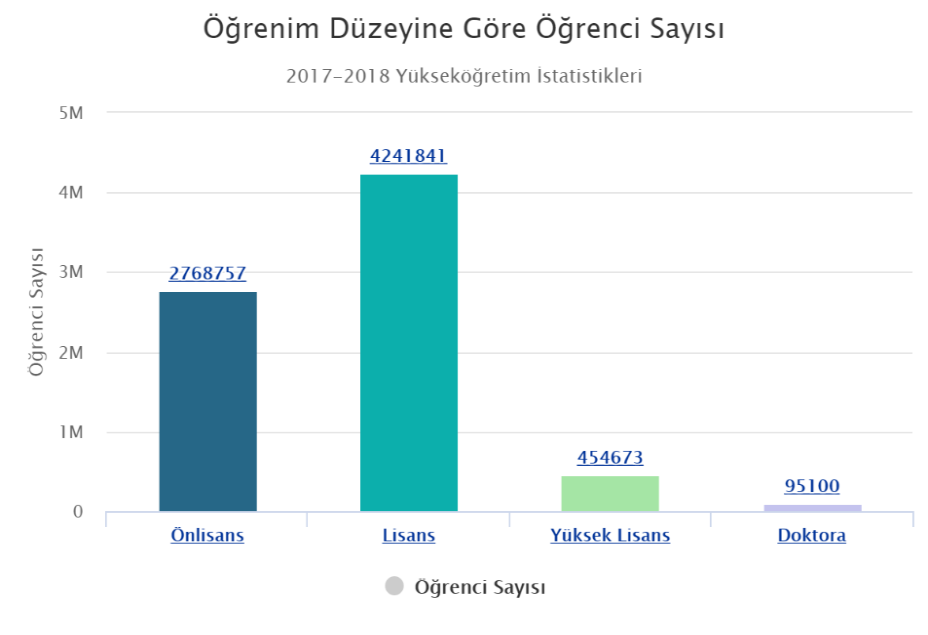 Öğrenim Düzeyine Göre Öğrenci Sayısı
2017-2018 Yükseköğretim İstatistikleri
Öğrenci Sayısı
5M
4M
3M
2M
1M
0
2768757
4241841
454673
95100
Önlisans
Lisans
Yüksek Lisans
Doktora
Öğrenci Sayısı